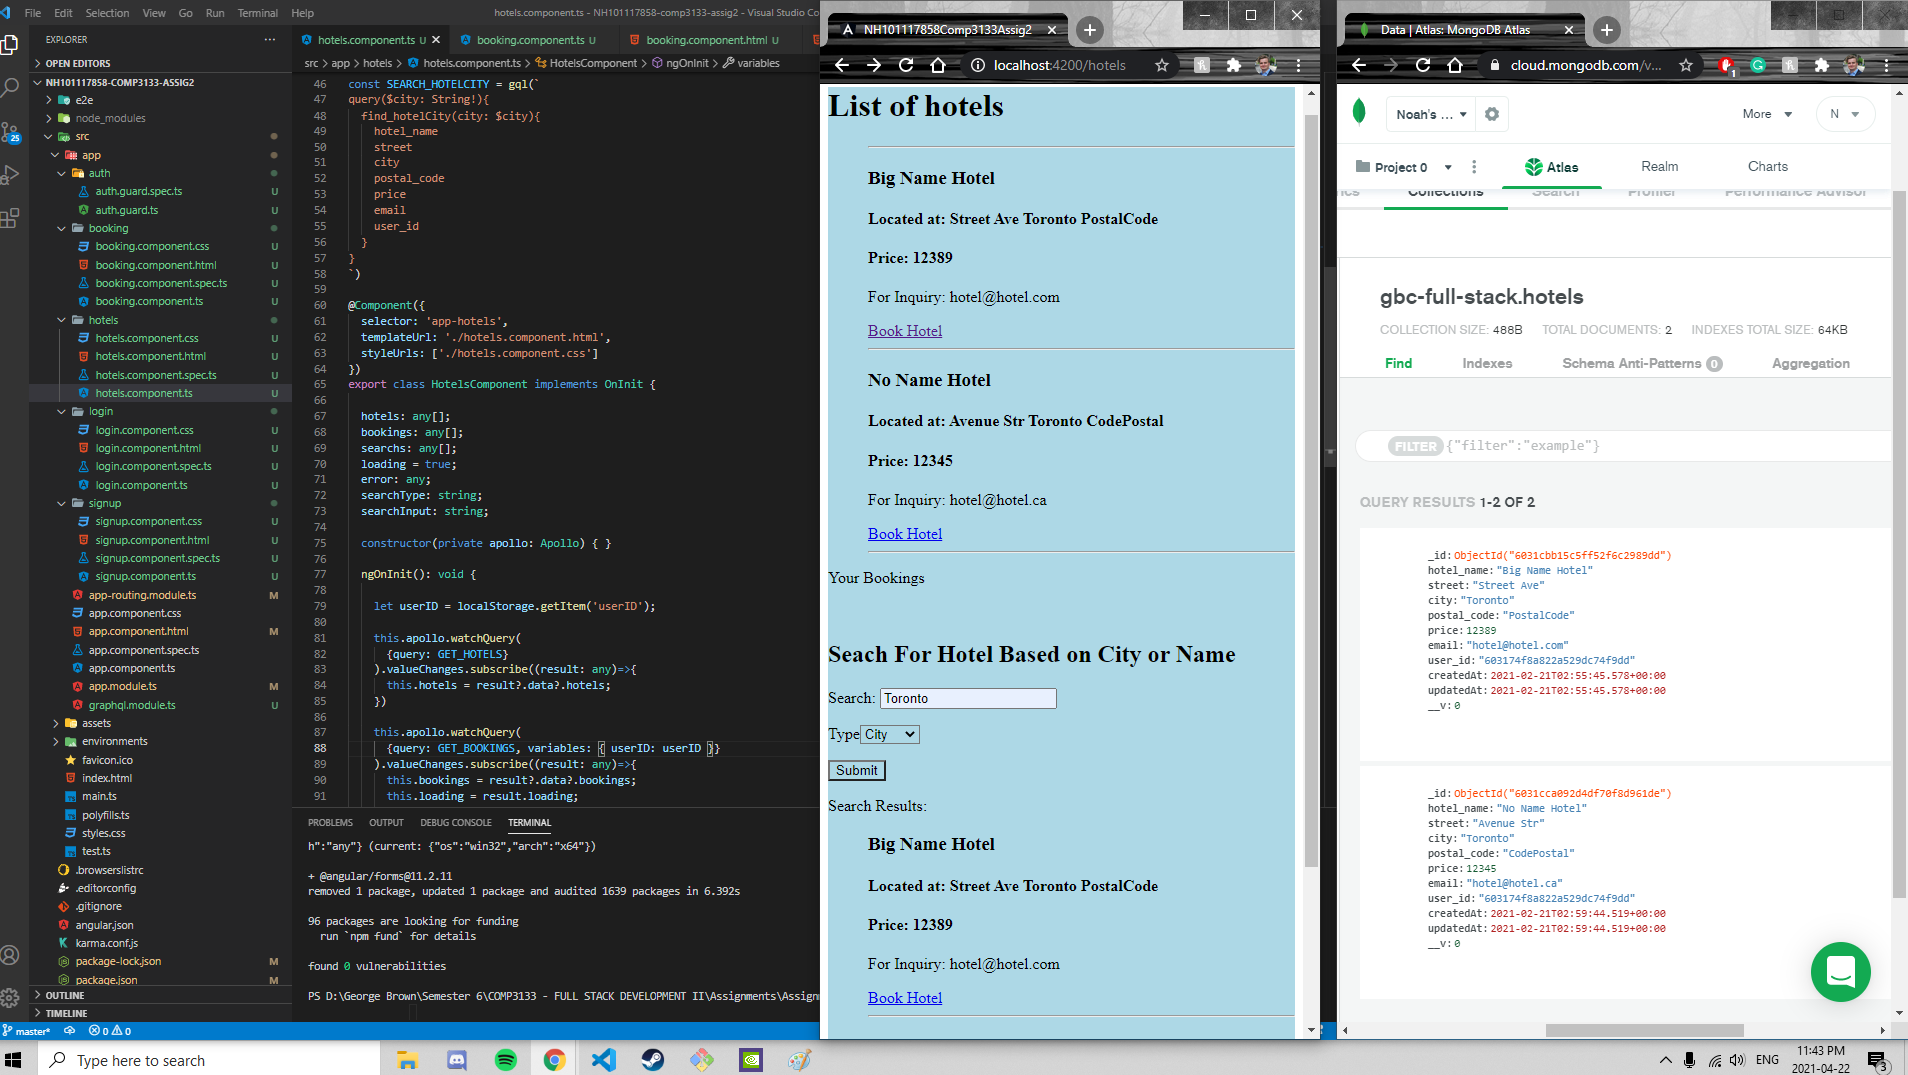 File Edit Selection View Go Run Terminal Help
hotels.component.ts - NH101117858-comp3133-assig2 - Visual Studio Co
EXPLORER
OPEN EDITORS
NH101117858-COMP3133-ASSIG2
e2e
node_modules
src
app
auth
auth.guard.spec.ts U
auth.guard.ts U
booking
booking.component.css U
booking.component.html U
booking.component.spec.ts U
booking.component.ts U
hotels
hotels.component.css U
hotels.component.html U
hotels.component.spec.ts U
hotels.component.ts U
login
login.component.css U
login.component.html U
login.component.spec.ts U
login.component.ts U
signup
signup.component.css U
signup.component.html U
signup.component.spec.ts U
signup.component.ts U
app-routing.module.ts M
app.component.css
app.component.html M
app.component.spec.ts
app.component.ts
app.module.ts M
graphql.module.ts U
assets
environments
favicon.ico
index.html
main.ts
polyfills.ts
styles.css
test.ts
.browserslistrc
.editorconfig
.gitignore
angular.json
karma.conf.js
package-lock.json M
package.json M
OUTLINE
TIMELINE
25
hotels.component.ts U
booking.component.ts U
booking.component.html U
src > app > hotels > hotels.component.ts > HotelsComponent > ngOnInit > variables
46 const SEARCH_HOTELCITY = gql(`
47 query($city: String!){
48 find_hotelCity(city: $city){
49 hotel_name
50 street
51 city
52 postal_code
53 price
54 email
55 user_id
56 }
57 }
58 `)
59
60 @Component({
61 selector: 'app-hotels',
62 templateUrl: './hotels.component.html',
63 styleUrls: ['./hotels.component.css']
64 })
65 export class HotelsComponent implements OnInit {
66
67 hotels: any[];
68 bookings: any[];
69 searchs: any[];
70 loading = true;
71 error: any;
72 searchType: string;
73 searchInput: string;
74
75 constructor(private apollo: Apollo) { }
76
77 ngOnInit(): void {
78
79 let userID = localStorage.getItem('userID');
80
81 this.apollo.watchQuery(
82 {query: GET_HOTELS}
83 ).valueChanges.subscribe((result: any)=>{
84 this.hotels = result?.data?.hotels;
85 })
86
87 this.apollo.watchQuery(
88 {query: GET_BOOKINGS, variables: { userID: userID }}
89 ).valueChanges.subscribe((result: any)=>{
90 this.bookings = result?.data?.bookings;
91 this.loading = result.loading;
PROBLEMS OUTPUT DEBUG CONSOLE TERMINAL
h":"any"} (current: {"os":"win32","arch":"x64"})
+ @angular/forms@11.2.11
removed 1 package, updated 1 package and audited 1639 packages in 6.392s
96 packages are looking for funding
run `npm fund` for details
found 0 vulnerabilities
PS D:\George Brown\Semester 6\COMP3133 - FULL STACK DEVELOPMENT II\Assignments\Assignm
master* 0 0
NH101117858Comp3133Assig2
localhost:4200/hotels
List of hotels
Big Name Hotel
Located at: Street Ave Toronto PostalCode
Price: 12389
For Inquiry: hotel@hotel.com
Book Hotel
No Name Hotel
Located at: Avenue Str Toronto CodePostal
Price: 12345
For Inquiry: hotel@hotel.ca
Book Hotel
Your Bookings
Seach For Hotel Based on City or Name
Search: Toronto
Type City
Submit
Search Results:
Big Name Hotel
Located at: Street Ave Toronto PostalCode
Price: 12389
For Inquiry: hotel@hotel.com
Book Hotel
Data | Atlas: MongoDB Atlas
cloud.mongodb.com/v...
1
Noah's ... More N
Project 0 Atlas Realm Charts
Collections Search Profiler Performance Advisor
gbc-full-stack.hotels
COLLECTION SIZE: 488B TOTAL DOCUMENTS: 2 INDEXES TOTAL SIZE: 64KB
Find Indexes Schema Anti-Patterns 0 Aggregation
FILTER {"filter":"example"}
QUERY RESULTS 1-2 OF 2
_id: ObjectId("6031cbb15c5ff52f6c2989dd")
hotel_name: "Big Name Hotel"
street: "Street Ave"
city: "Toronto"
postal_code: "PostalCode"
price: 12389
email: "hotel@hotel.com"
user_id: "603174f8a822a529dc74f9dd"
createdAt: 2021-02-21T02:55:45.578+00:00
updatedAt: 2021-02-21T02:55:45.578+00:00
__v: 0
_id: ObjectId("6031cca092d4df70f8d961de")
hotel_name: "No Name Hotel"
street: "Avenue Str"
city: "Toronto"
postal_code: "CodePostal"
price: 12345
email: "hotel@hotel.ca"
user_id: "603174f8a822a529dc74f9dd"
createdAt: 2021-02-21T02:59:44.519+00:00
updatedAt: 2021-02-21T02:59:44.519+00:00
__v: 0
Type here to search
ENG
11:43 PM
2021-04-22
3